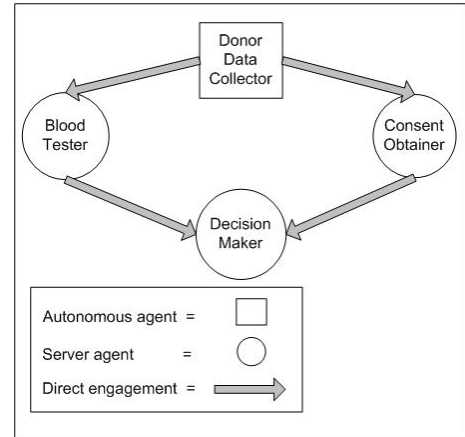 Donor
Data
Collector
Blood
Tester
Consent
Obtainer
Decision
Maker
Autonomous agent =
Server agent =
Direct engagement =